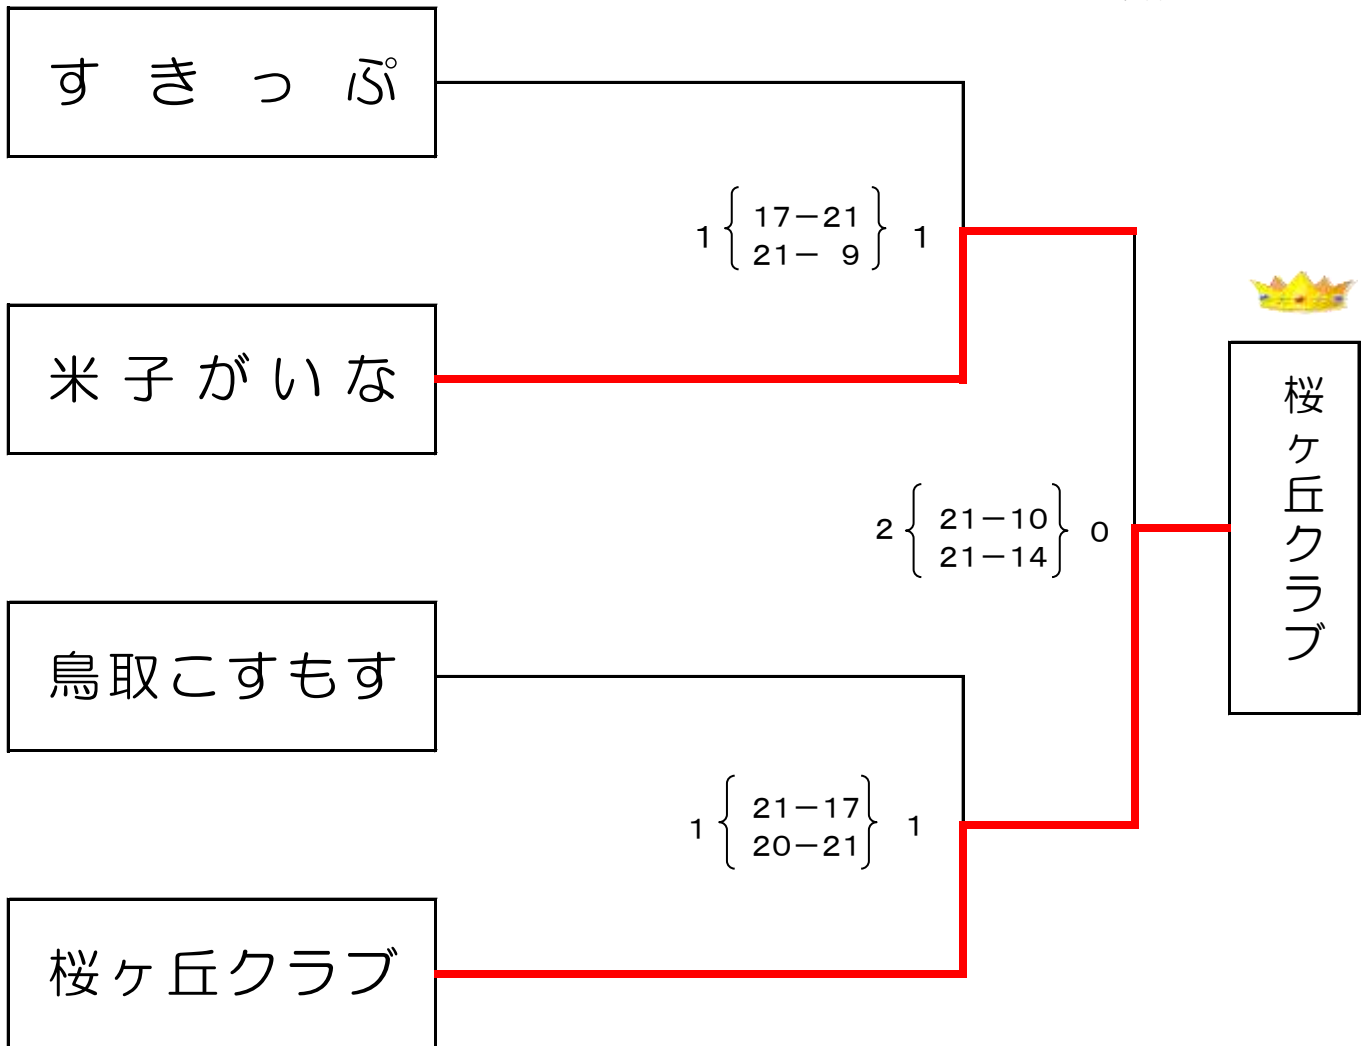 すきっぷ
1 { 17－21 } 1
21－ 9
米子がいな
桜ヶ丘クラブ
2 { 21－10 } 0
21－14
鳥取こすもす
1 { 21－17 } 1
20－21
桜ヶ丘クラブ